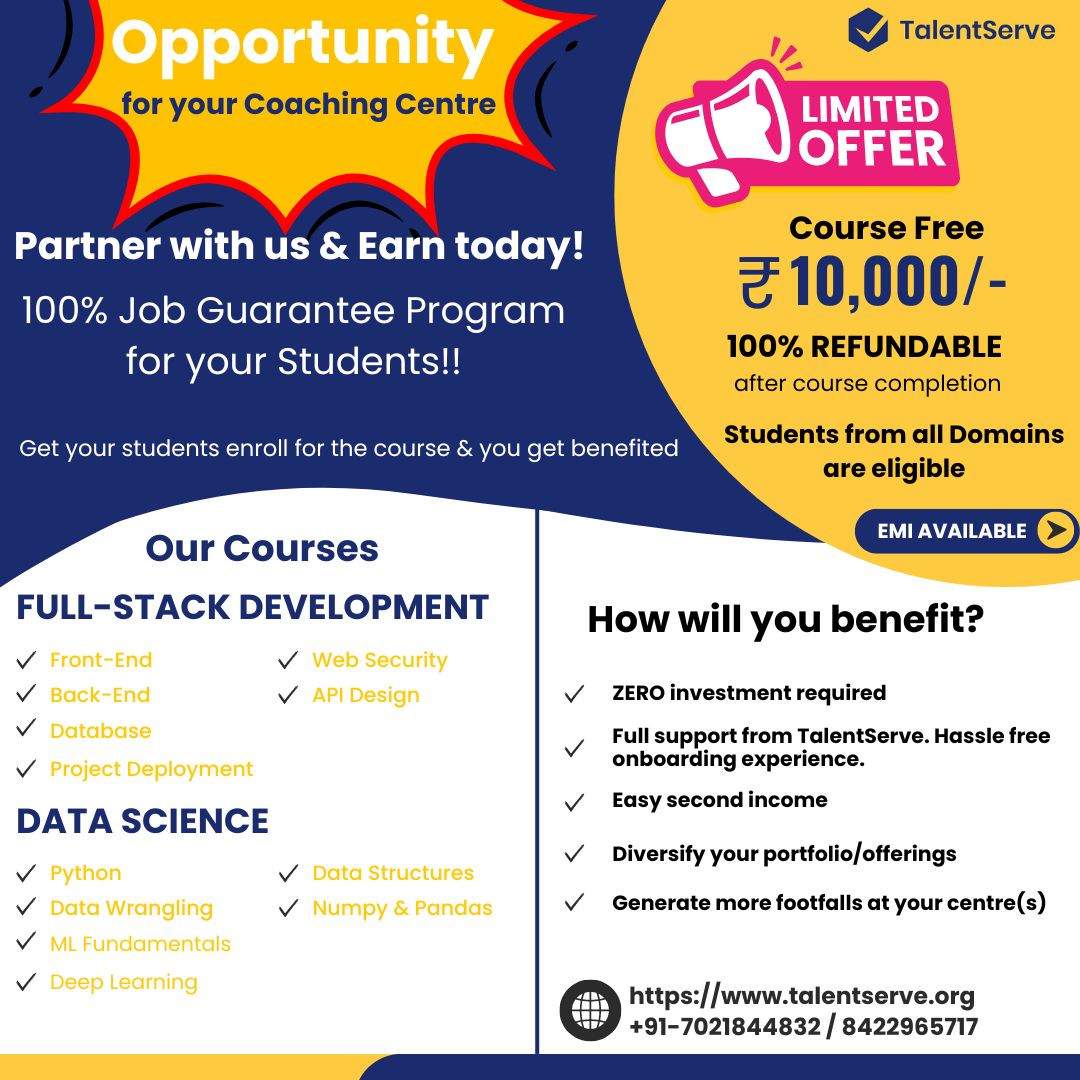 Opportunity
for your Coaching Centre
TalentServe
LIMITED
OFFER
Partner with us & Earn today!
100% Job Guarantee Program
for your Students!!
Get your students enroll for the course & you get benefited
Course Free
₹10,000/-
100% REFUNDABLE
after course completion
Students from all Domains
are eligible
EMI AVAILABLE
Our Courses
FULL-STACK DEVELOPMENT
Front-End
Back-End
Database
Project Deployment
Web Security
API Design
DATA SCIENCE
Python
Data Wrangling
ML Fundamentals
Deep Learning
Data Structures
Numpy & Pandas
How will you benefit?
ZERO investment required
Full support from TalentServe. Hassle free
onboarding experience.
Easy second income
Diversify your portfolio/offerings
Generate more footfalls at your centre(s)
https://www.talentserve.org
+91-7021844832 / 8422965717